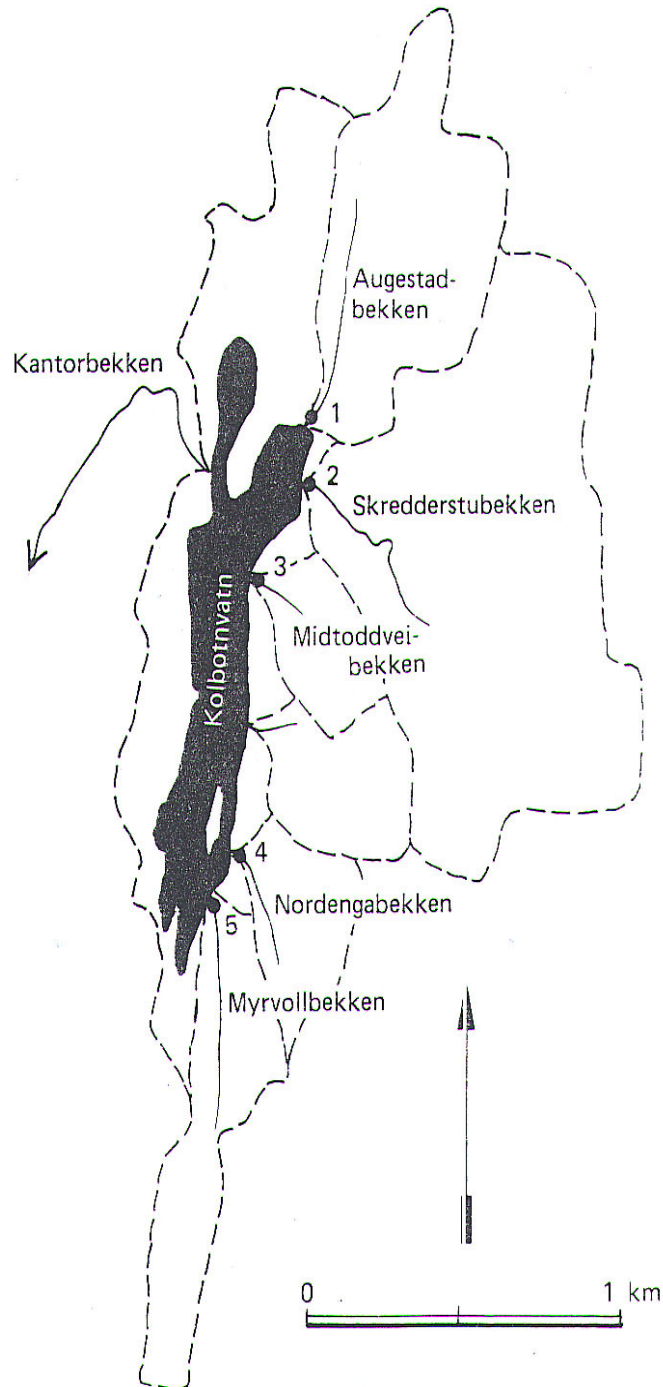 Augestad-
bekken
Kantorbekken
1
2
Skredderstubekken
3
Midtoddvei-
bekken
Kolbotnvatn
4
Nordengabekken
5
Myrvollbekken
0 1 km